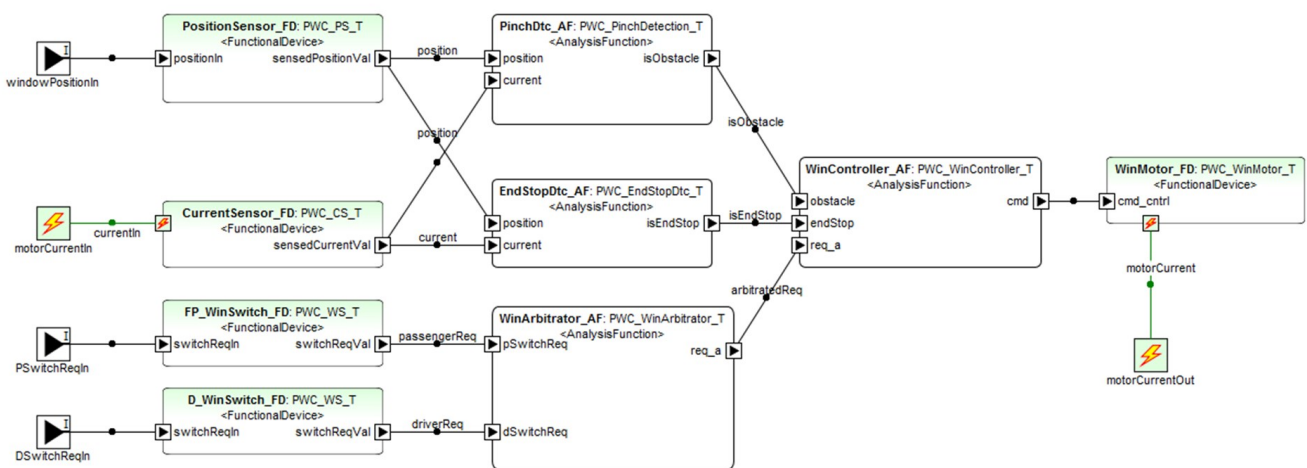 PositionSensor_FD: PWC_PS_T
<FunctionalDevice>
positionIn
sensedPositionVal
I
windowPositionIn
position
PinchDtc_AF: PWC_PinchDetection_T
<AnalysisFunction>
position
isObstacle
current
isObstacle
position
CurrentSensor_FD: PWC_CS_T
<FunctionalDevice>
sensedCurrentVal
currentIn
motorCurrentIn
current
EndStopDtc_AF: PWC_EndStopDtc_T
<AnalysisFunction>
position
isEndStop
current
isEndStop
WinController_AF: PWC_WinController_T
<AnalysisFunction>
obstacle
cmd
endStop
req_a
WinMotor_FD: PWC_WinMotor_T
<FunctionalDevice>
cmd_cntrl
motorCurrent
motorCurrentOut
arbitratedReq
FP_WinSwitch_FD: PWC_WS_T
<FunctionalDevice>
switchReqIn
switchReqVal
I
PSwitchReqIn
passengerReq
WinArbitrator_AF: PWC_WinArbitrator_T
<AnalysisFunction>
pSwitchReq
req_a
dSwitchReq
D_WinSwitch_FD: PWC_WS_T
<FunctionalDevice>
switchReqIn
switchReqVal
I
DSwitchReqIn
driverReq